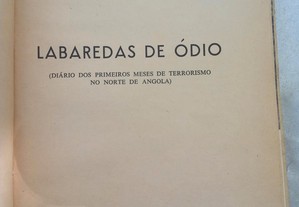 LABAREDAS DE ÓDIO
(DIÁRIO DOS PRIMEIROS MESES DE TERRORISMO
NO NORTE DE ANGOLA)